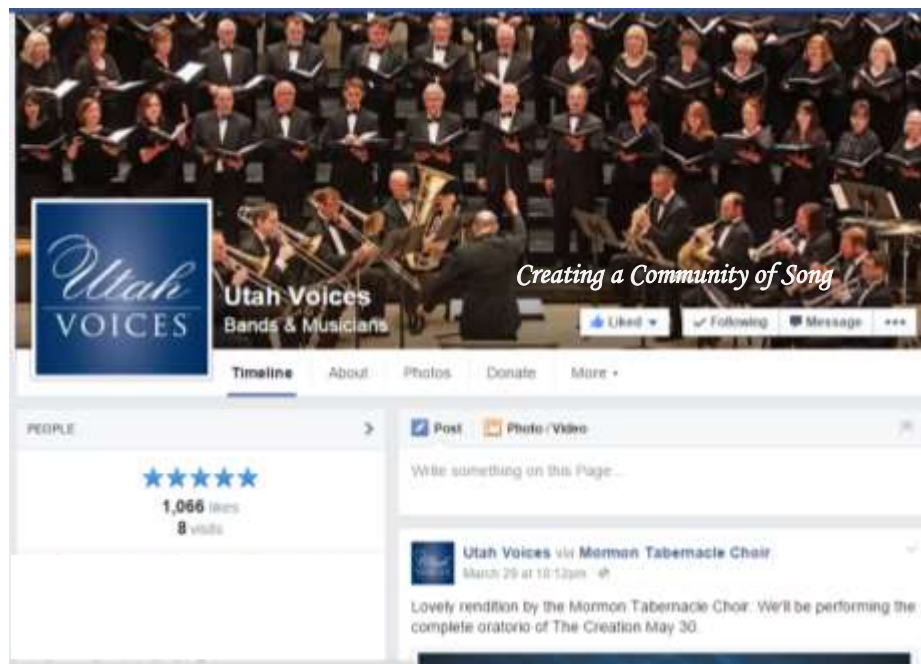 Creating a Community of Song
Utah
VOICES
Utah Voices
Bands & Musicians
Liked
Following
Message
Timeline About Photos Donate More
PEOPLE
1,066 likes
8 visits
Post Photo / Video
Write something on this Page...
Utah
VOICES
Utah Voices via Mormon Tabernacle Choir
March 29 at
Lovely rendition by the Mormon Tabernacle Choir. We'll be performing the
complete oratorio of The Creation May 30.